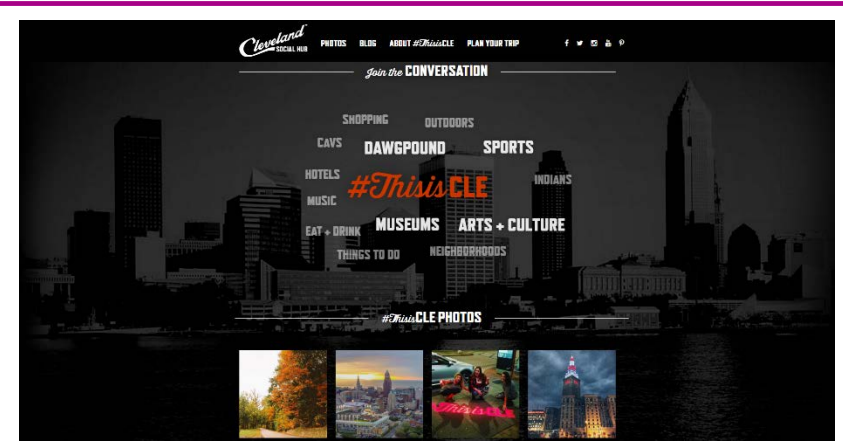 Cleveland
SOCIAL HUB
PHOTOS BLOG ABOUT #ThisisCLE PLAN YOUR TRIP
Join the CONVERSATION
SHOPPING OUTDOORS
CAVS DAWGPOUND SPORTS
HOTELS #ThisisCLE INDIANS
MUSIC
EAT + DRINK MUSEUMS ARTS + CULTURE
THINGS TO DO NEIGHBORHOODS
#ThisisCLE PHOTOS
ThisisCLE